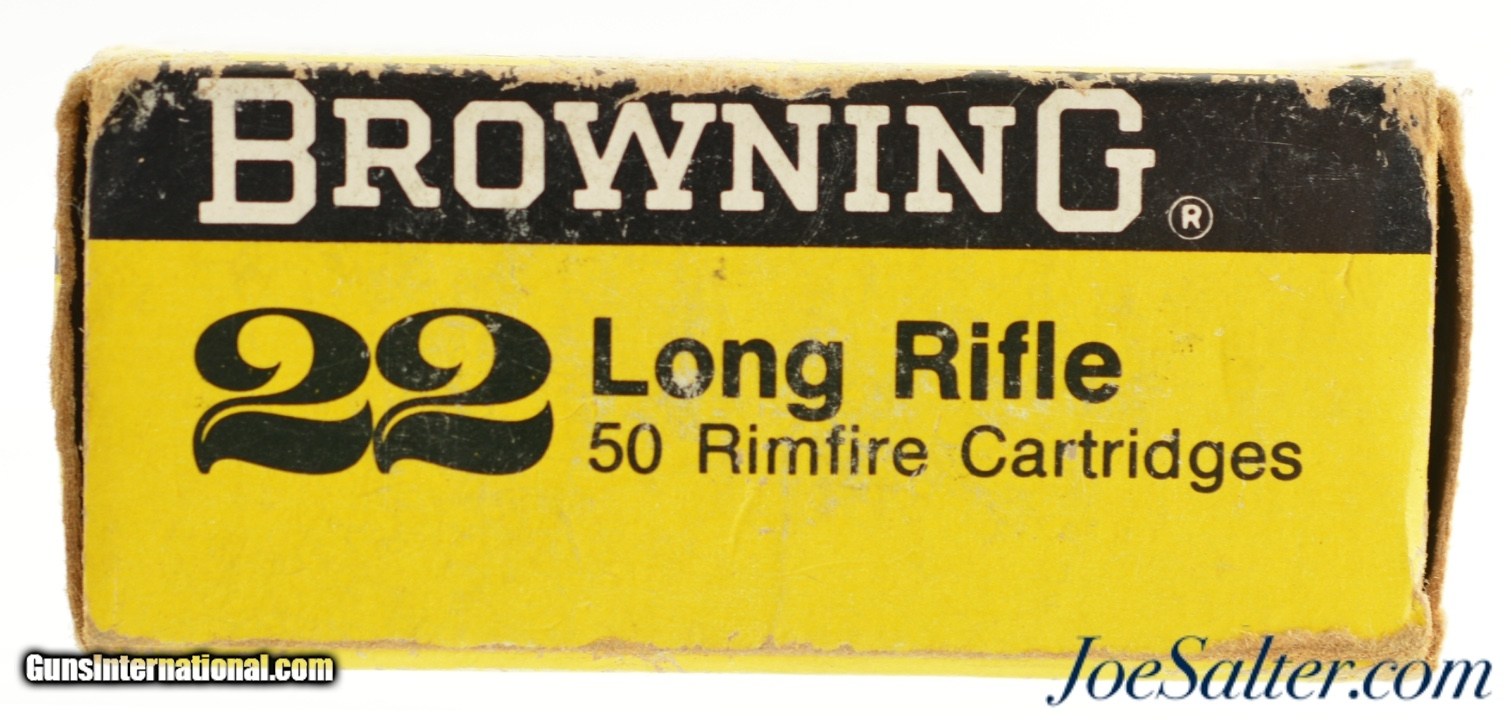 BROWNING®
22 Long Rifle
50 Rimfire Cartridges
GunsInternational.com
JoeSalter.com